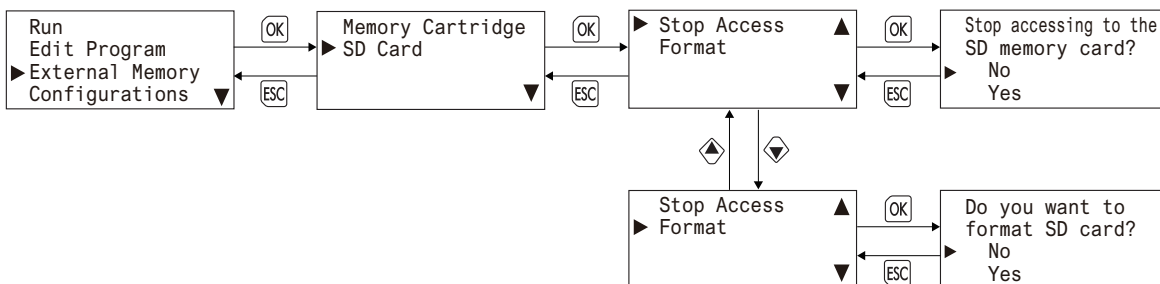 Run
Edit Program
External Memory
Configurations
OK
ESC
Memory Cartridge
SD Card
OK
ESC
Stop Access
Format
OK
ESC
Stop accessing to the
SD memory card?
No
Yes
Stop Access
Format
OK
ESC
Do you want to
format SD card?
No
Yes